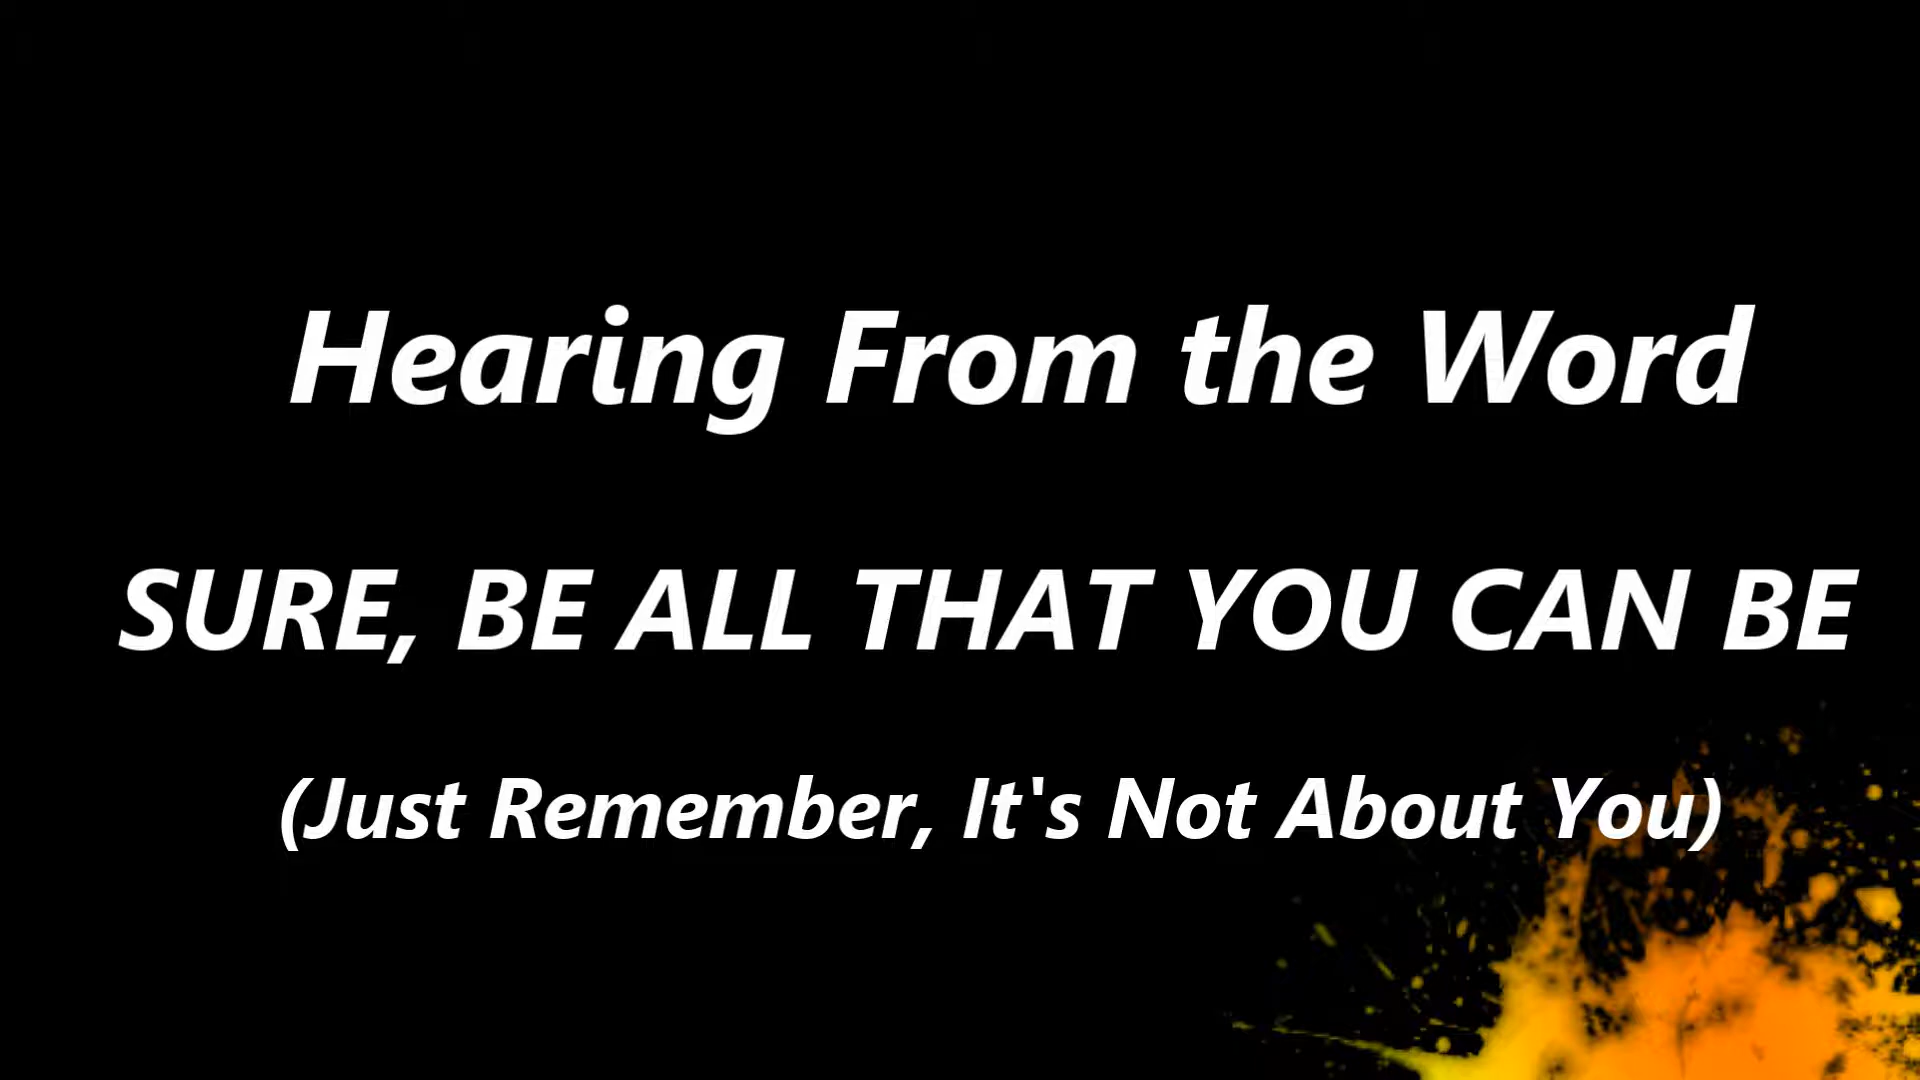 Hearing From the Word
SURE, BE ALL THAT YOU CAN BE
(Just Remember, It's Not About You)